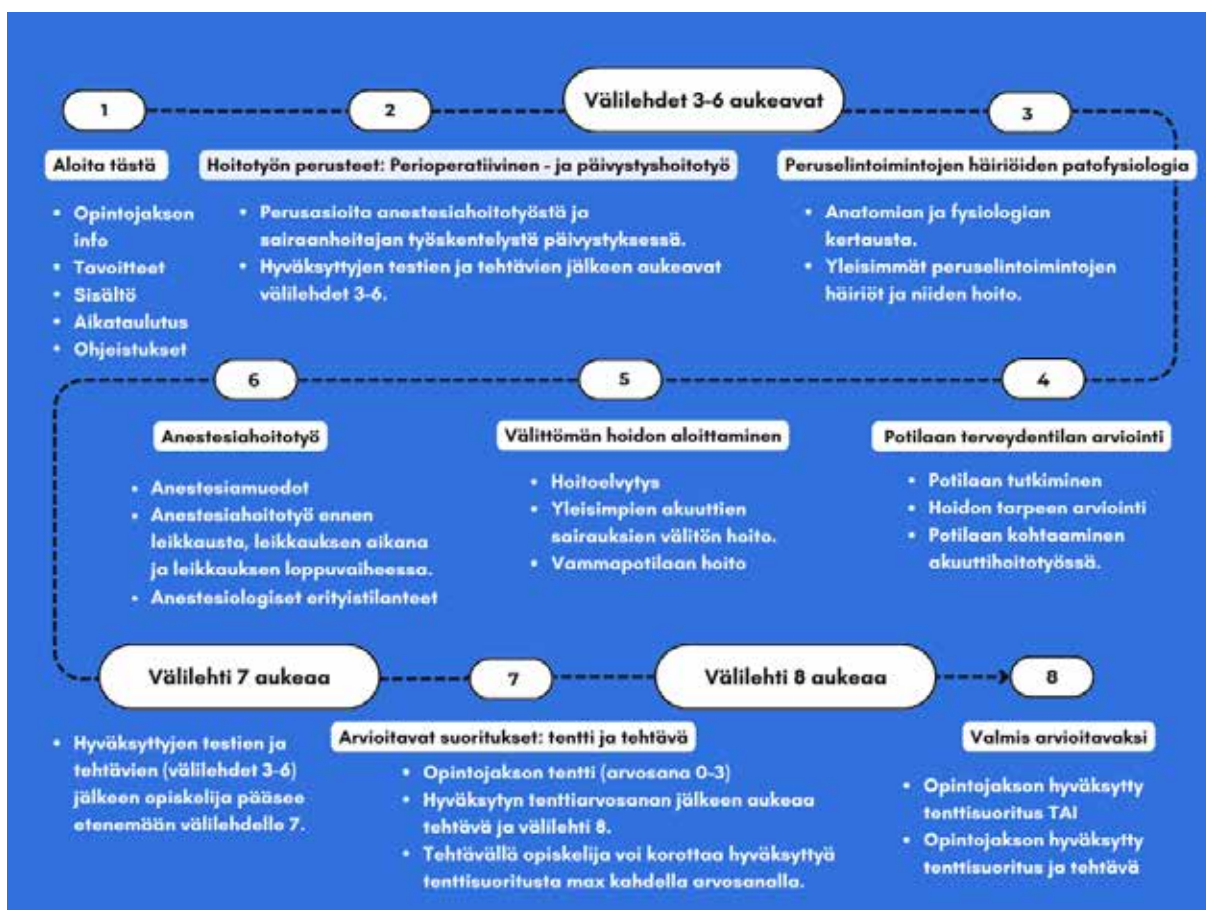 1
2
Välilehdet 3-6 aukeavat
3
Aloita tästä
• Opintojakson
info
• Tavoitteet
• Sisältö
• Aikataulutus
• Ohjeistukset
Hoitotyön perusteet: Perioperatiivinen - ja päivystyshoitotyö
• Perusasioita anestesiahoitotyöstä ja
sairaanhoitajan työskentelystä päivystyksessä.
• Hyväksyttyjen testien ja tehtävien jälkeen aukeavat
välilehdet 3-6.
Peruselintoimintojen häiriöiden patofysiologia
• Anatomian ja fysiologian
kertausta.
• Yleisimmät peruselintoimintojen
häiriöt ja niiden hoito.
6
5
4
Anestesiahoitotyö
• Anestesiamuodot
• Anestesiahoitotyö ennen
leikkausta, leikkauksen aikana
ja leikkauksen loppuvaiheessa.
• Anestesiologiset erityistilanteet
Välittömän hoidon aloittaminen
• Hoitoelvytys
• Yleisimpien akuuttien
sairauksien välitön hoito.
• Vammapotilaan hoito
Potilaan terveydentilan arviointi
• Potilaan tutkiminen
• Hoidon tarpeen arviointi
• Potilaan kohtaaminen
akuuttihoitotyössä.
Välilehti 7 aukeaa
7
Välilehti 8 aukeaa
8
• Hyväksyttyjen testien ja
tehtävien (välilehdet 3-6)
jälkeen opiskelija pääsee
etenemään välilehdelle 7.
Arvioitavat suoritukset: tentti ja tehtävä
• Opintojakson tentti (arvosana 0-3)
• Hyväksytyn tenttiarvosanan jälkeen aukeaa
tehtävä ja välilehti 8.
• Tehtävällä opiskelija voi korottaa hyväksyttyä
tenttisuoritusta max kahdella arvosanalla.
Valmis arvioitavaksi
• Opintojakson hyväksytty
tenttisuoritus TAI
• Opintojakson hyväksytty
tenttisuoritus ja tehtävä